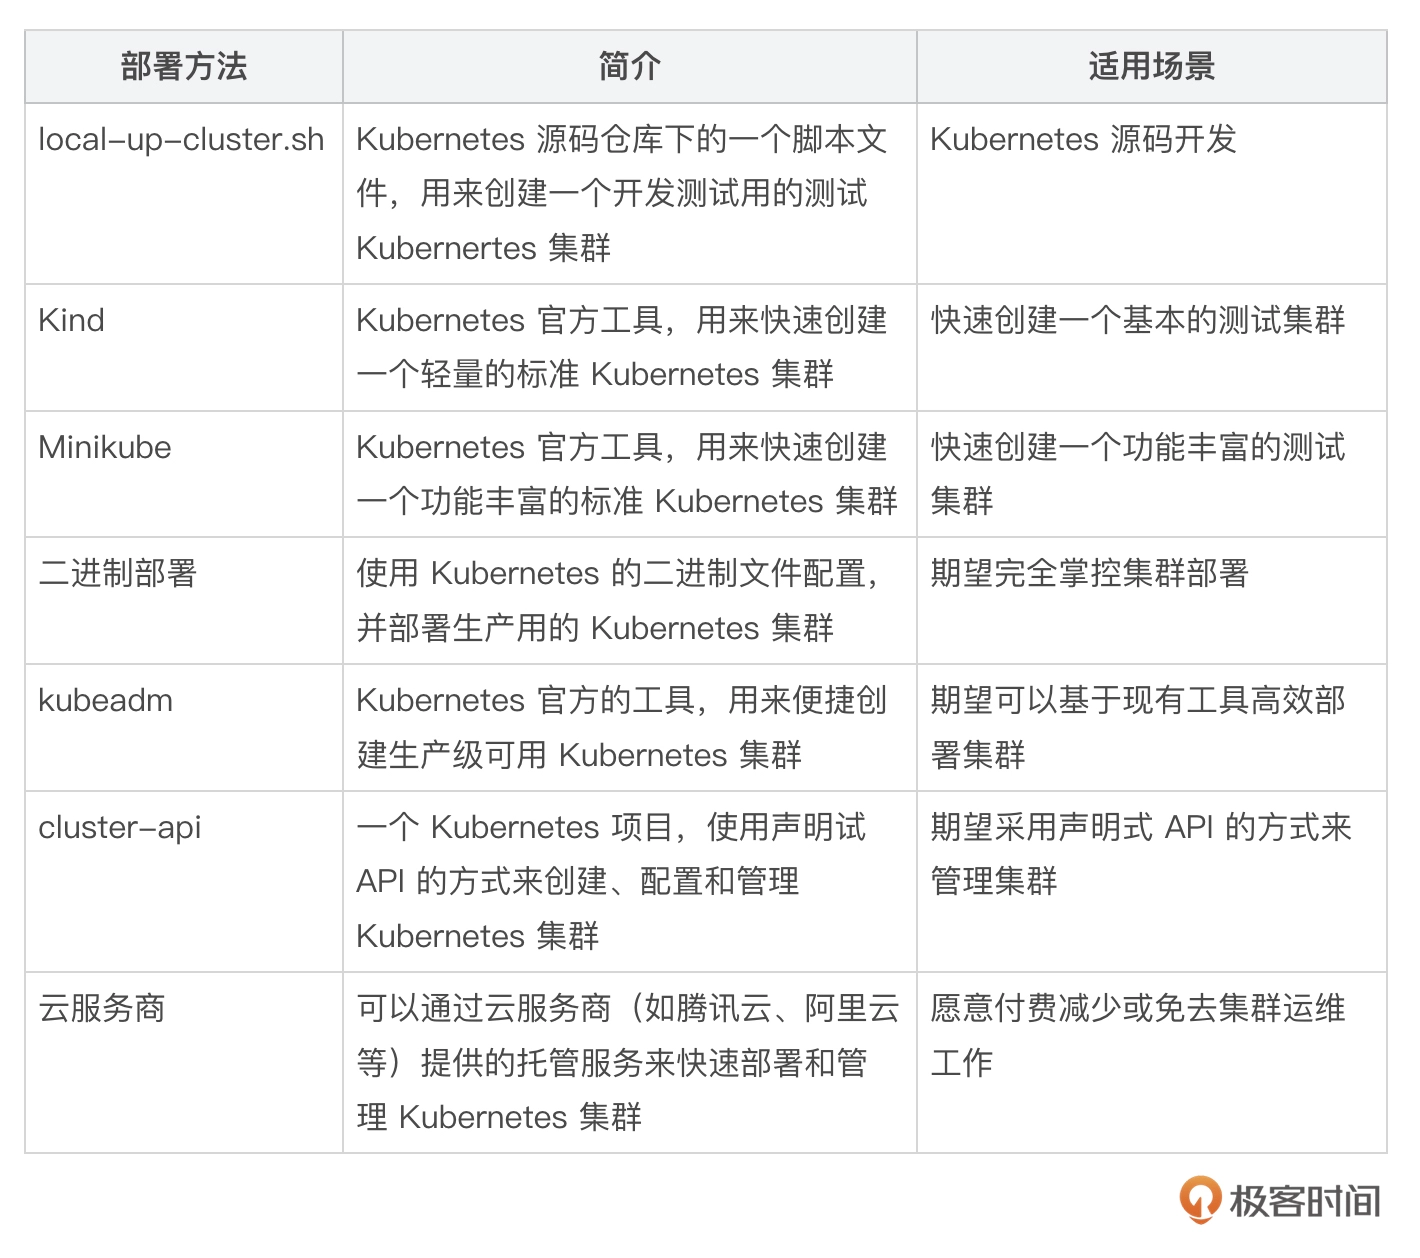 部署方法 简介 适用场景
local-up-cluster.sh
Kubernetes 源码仓库下的一个脚本文
件，用来创建一个开发测试用的测试
Kubernertes 集群
Kubernetes 源码开发
Kind
Kubernetes 官方工具，用来快速创建
一个轻量的标准 Kubernetes 集群
快速创建一个基本的测试集群
Minikube
Kubernetes 官方工具，用来快速创建
一个功能丰富的标准 Kubernetes 集群
快速创建一个功能丰富的测试
集群
二进制部署
使用 Kubernetes 的二进制文件配置，
并部署生产用的 Kubernetes 集群
期望完全掌控集群部署
kubeadm
Kubernetes 官方的工具，用来便捷创
建生产级可用 Kubernetes 集群
期望可以基于现有工具高效部
署集群
cluster-api
一个 Kubernetes 项目，使用声明试
API 的方式来创建、配置和管理
Kubernetes 集群
期望采用声明式 API 的方式来
管理集群
云服务商
可以通过云服务商（如腾讯云、阿里云
等）提供的托管服务来快速部署和管
理 Kubernetes 集群
愿意付费减少或免去集群运维
工作
极客时间